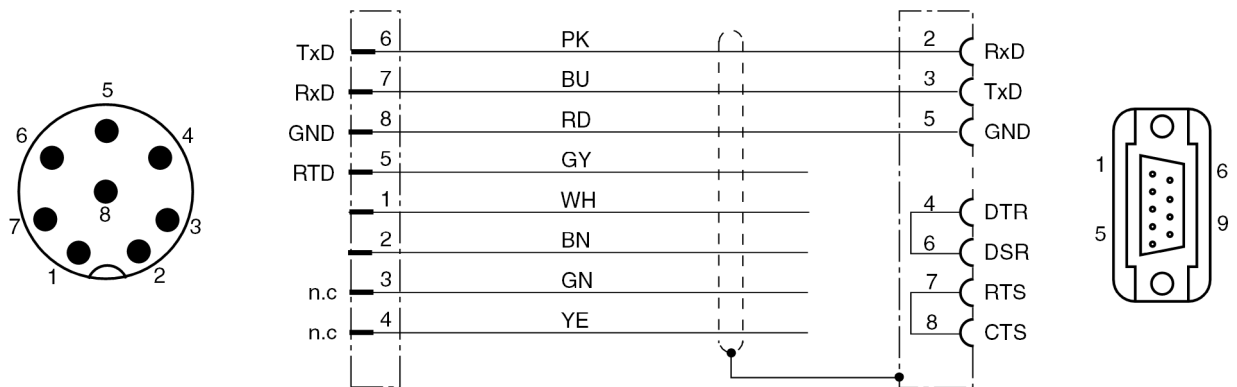 5
6
4
8
7
3
1
2
TxD 6 PK 2 RxD
RxD 7 BU 3 TxD
GND 8 RD 5 GND
RTD 5 GY
1 WH 4 DTR
2 BN 6 DSR
n.c 3 GN 7 RTS
n.c 4 YE 8 CTS
1
6
5
9